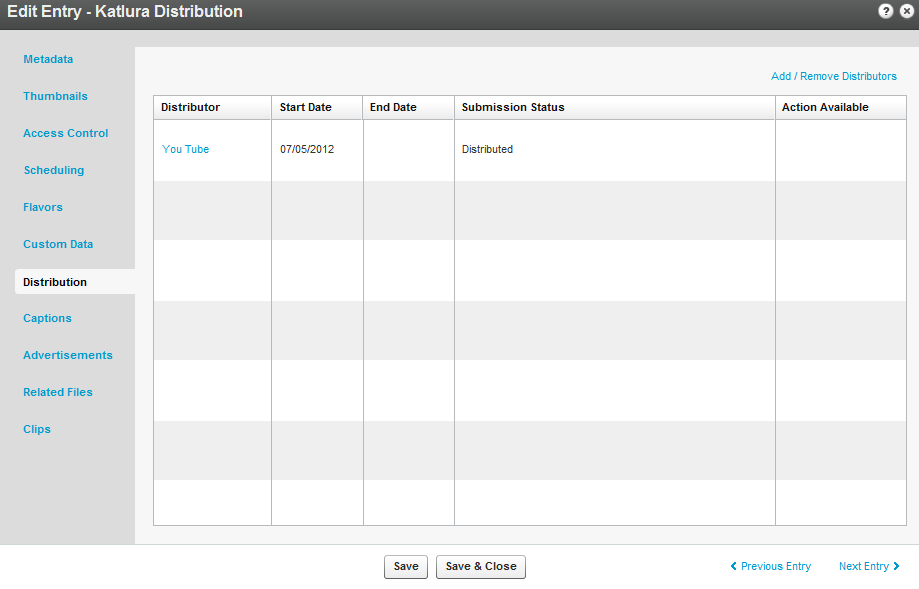 Edit Entry - Katlura Distribution
?
Metadata
Thumbnails
Access Control
Scheduling
Flavors
Custom Data
Distribution
Captions
Advertisements
Related Files
Clips
Add / Remove Distributors
Distributor Start Date End Date Submission Status Action Available
You Tube 07/05/2012 Distributed
Save Save & Close Previous Entry Next Entry